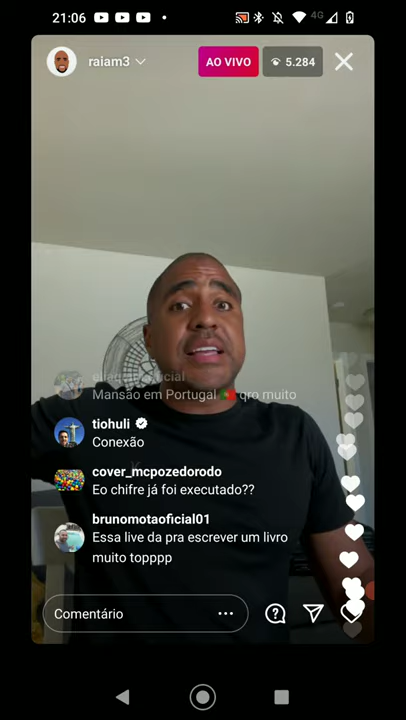 21:06
4G
raiam3
AO VIVO
5.284
Mansão em Portugal 🇵🇹 qro muito
tiohuli
Conexão
cover_mcpozedorodo
Eo chifre já foi executado??
brunomotaoficial01
Essa live da pra escrever um livro
muito topppp
Comentário